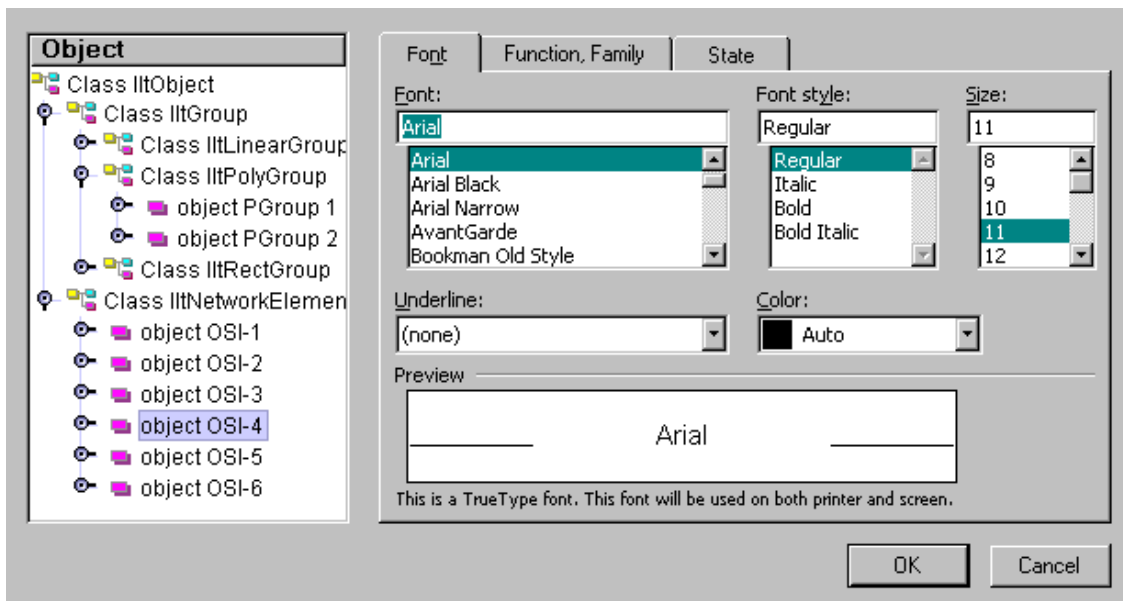 Object
Class IltObject
Class IltGroup
Class IltLinearGroup
Class IltPolyGroup
object PGroup 1
object PGroup 2
Class IltRectGroup
Class IltNetworkElemen
object OSI-1
object OSI-2
object OSI-3
object OSI-4
object OSI-5
object OSI-6
Font Function, Family State
Font: Font style: Size:
Arial Regular 11
Arial Regular 8
Arial Black Italic 9
Arial Narrow Bold 10
AvantGarde Bold Italic 11
Bookman Old Style 12
Underline: Color:
(none) Auto
Preview
Arial
This is a TrueType font. This font will be used on both printer and screen.
OK Cancel